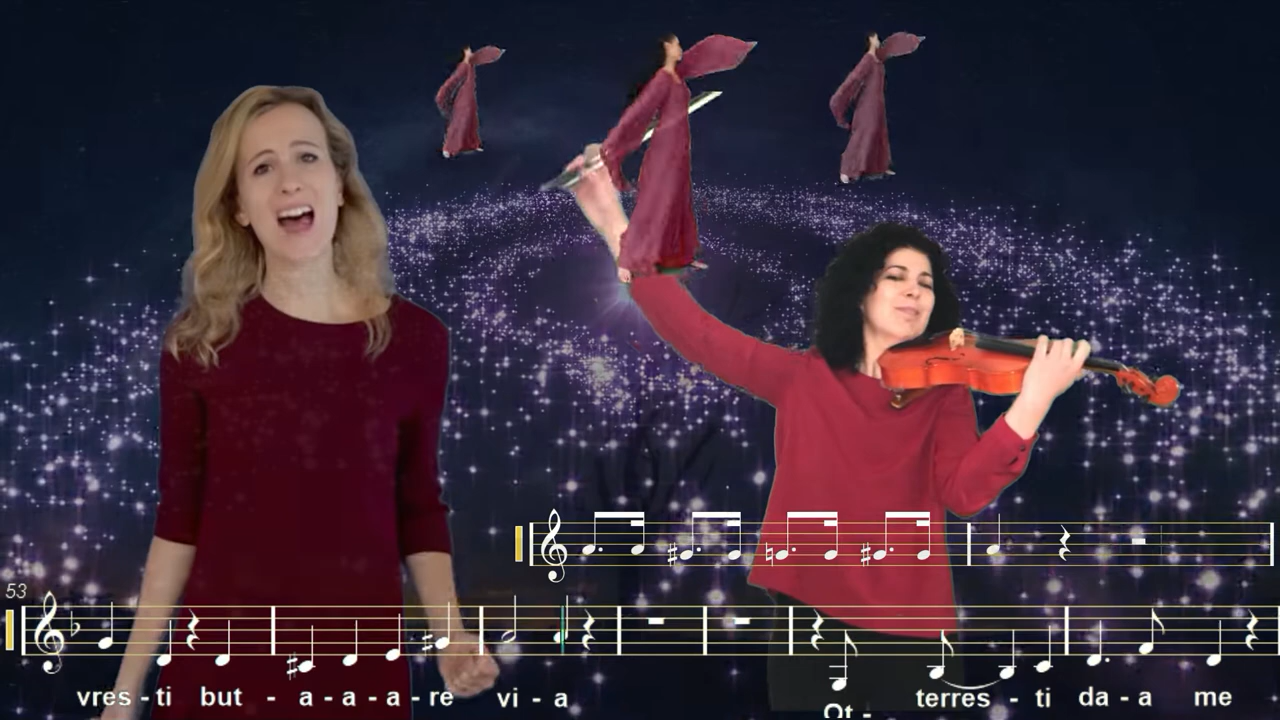 53
vres - ti but - a - a - a - re vi - a Ot - terres - ti da - a me